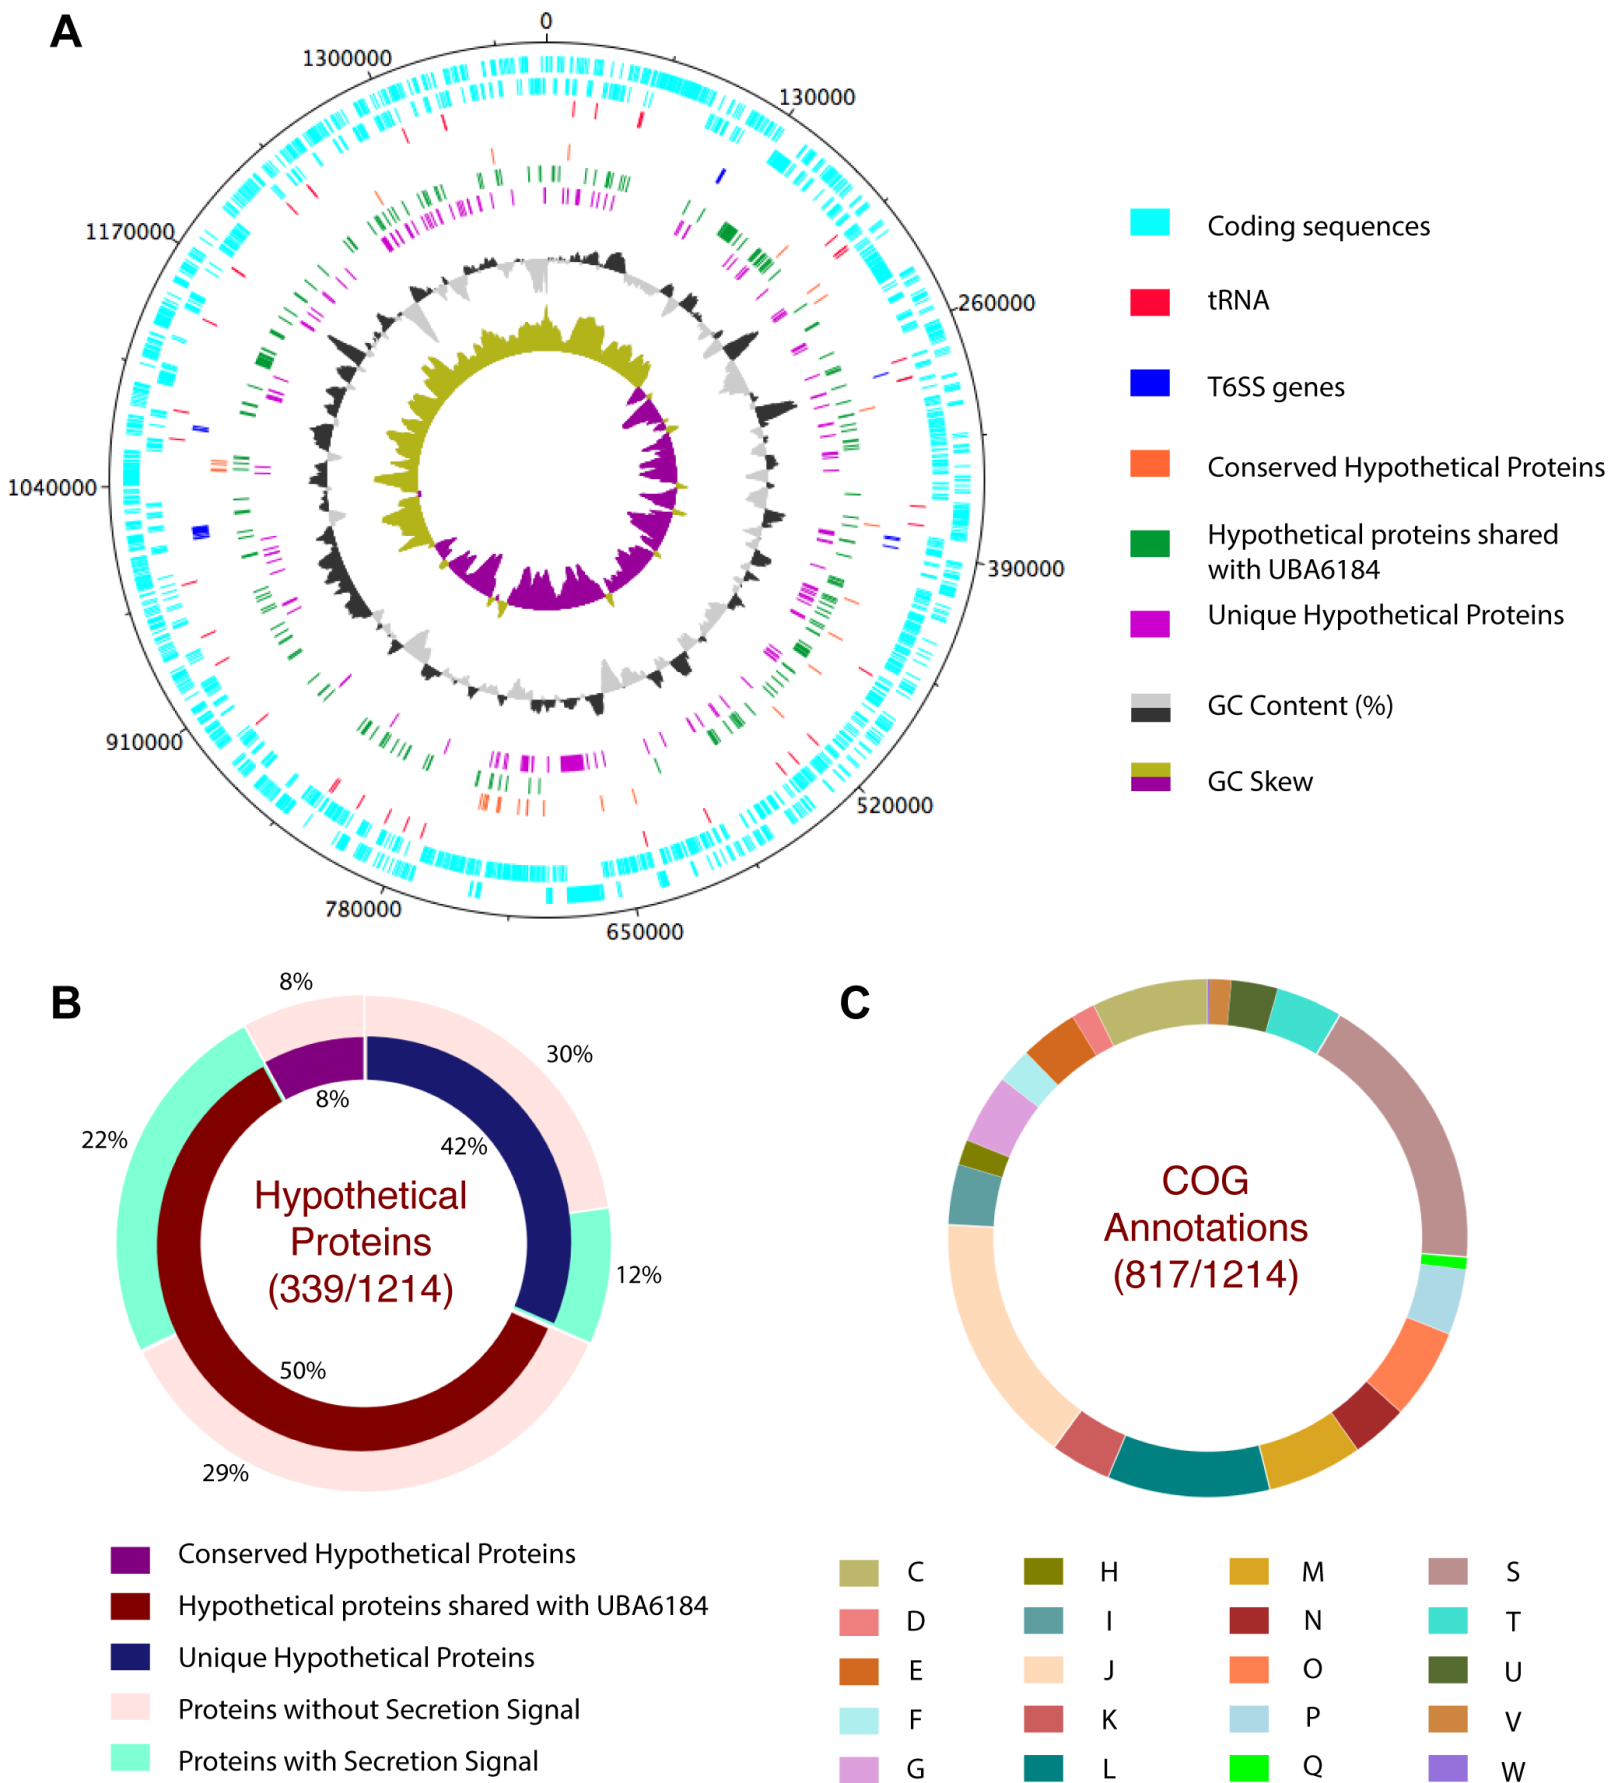 A
0
130000
260000
390000
520000
650000
780000
910000
1040000
1170000
1300000
Coding sequences
tRNA
T6SS genes
Conserved Hypothetical Proteins
Hypothetical proteins shared
with UBA6184
Unique Hypothetical Proteins
GC Content (%)
GC Skew
B
8%
30%
12%
29%
22%
8%
42%
50%
Hypothetical
Proteins
(339/1214)
Conserved Hypothetical Proteins
Hypothetical proteins shared with UBA6184
Unique Hypothetical Proteins
Proteins without Secretion Signal
Proteins with Secretion Signal
C
COG
Annotations
(817/1214)
C
D
E
F
G
H
I
J
K
L
M
N
O
P
Q
S
T
U
V
W